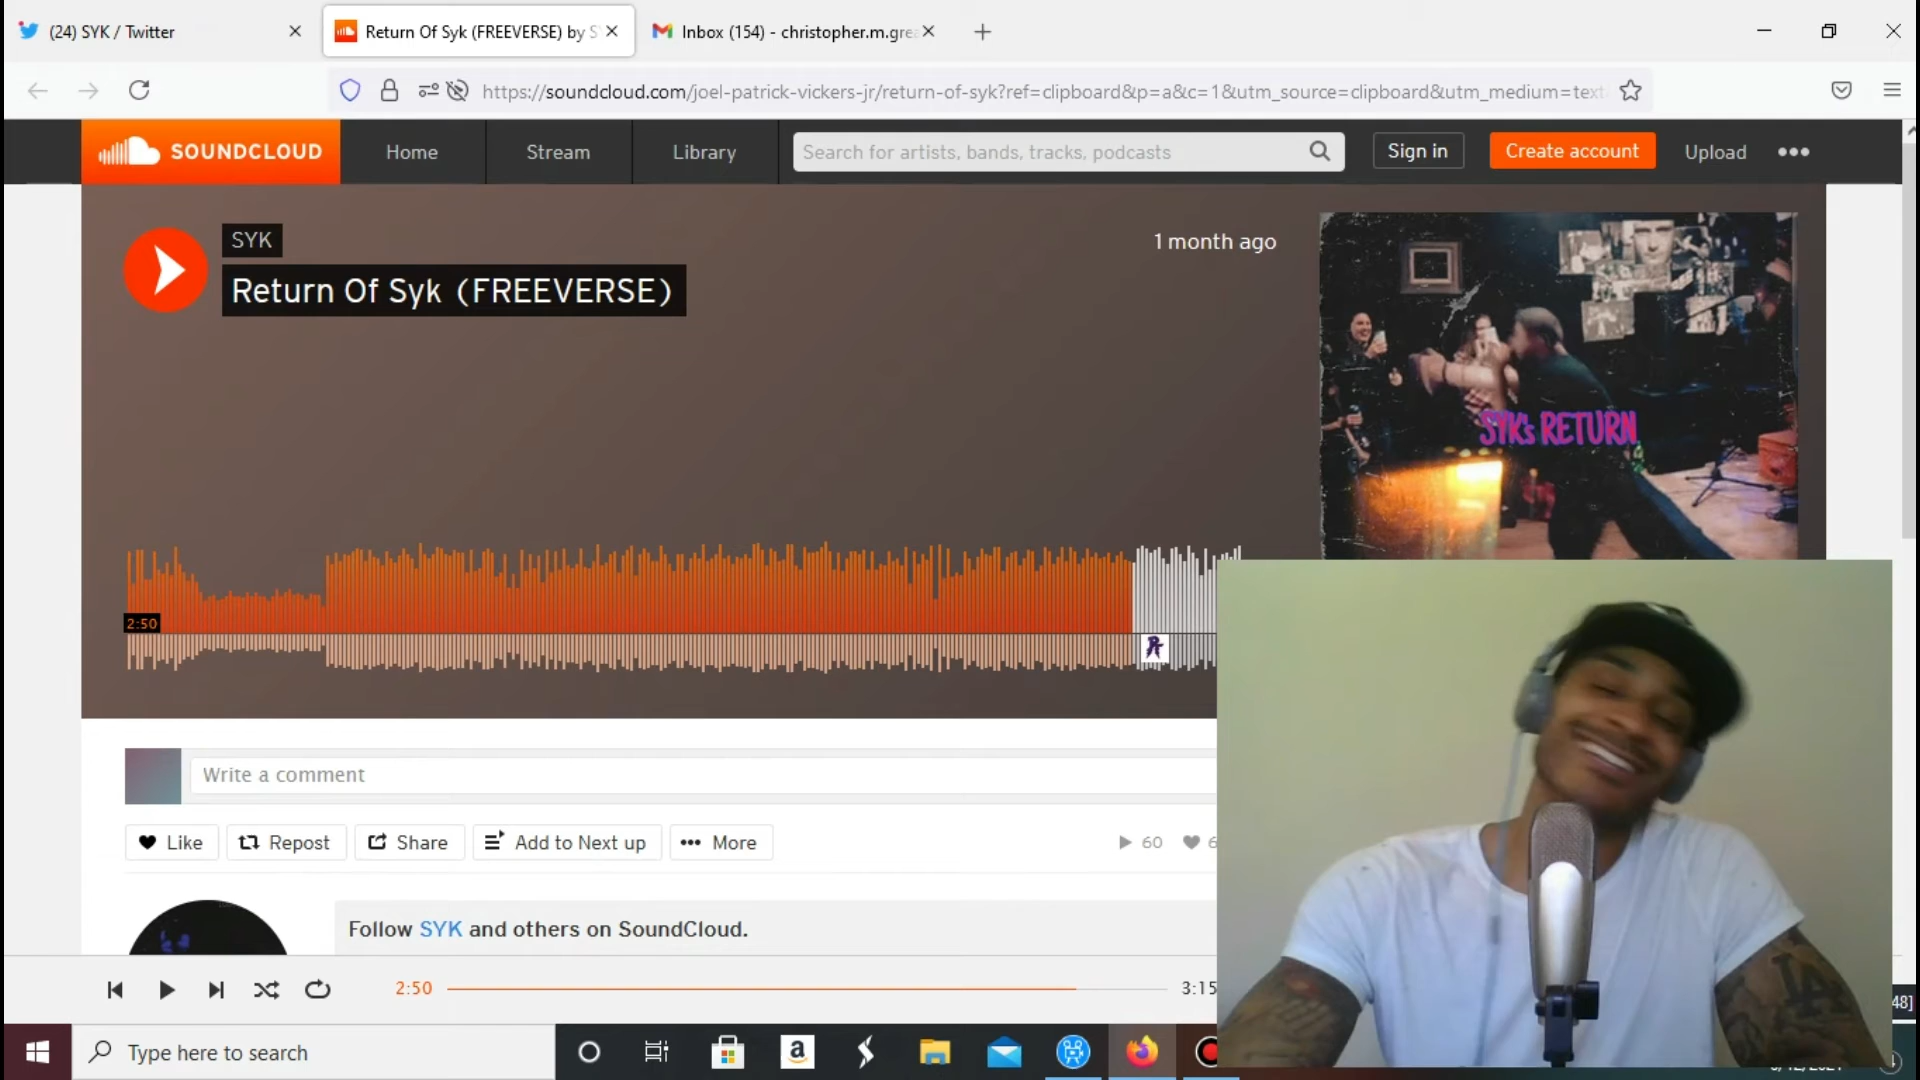 (24) SYK / Twitter
Return Of Syk (FREEVERSE) by S
Inbox (154) - christopher.m.grea
https://soundcloud.com/joel-patrick-vickers-jr/return-of-syk?ref=clipboard&p=a&c=1&utm_source=clipboard&utm_medium=text
SOUNDCLOUD
Home
Stream
Library
Search for artists, bands, tracks, podcasts
Sign in
Create account
Upload
SYK
1 month ago
Return Of Syk (FREEVERSE)
SYK's RETURN
2:50
Write a comment
Like
Repost
Share
Add to Next up
More
60
6
Follow SYK and others on SoundCloud.
2:50
3:15
48]
Type here to search
LA